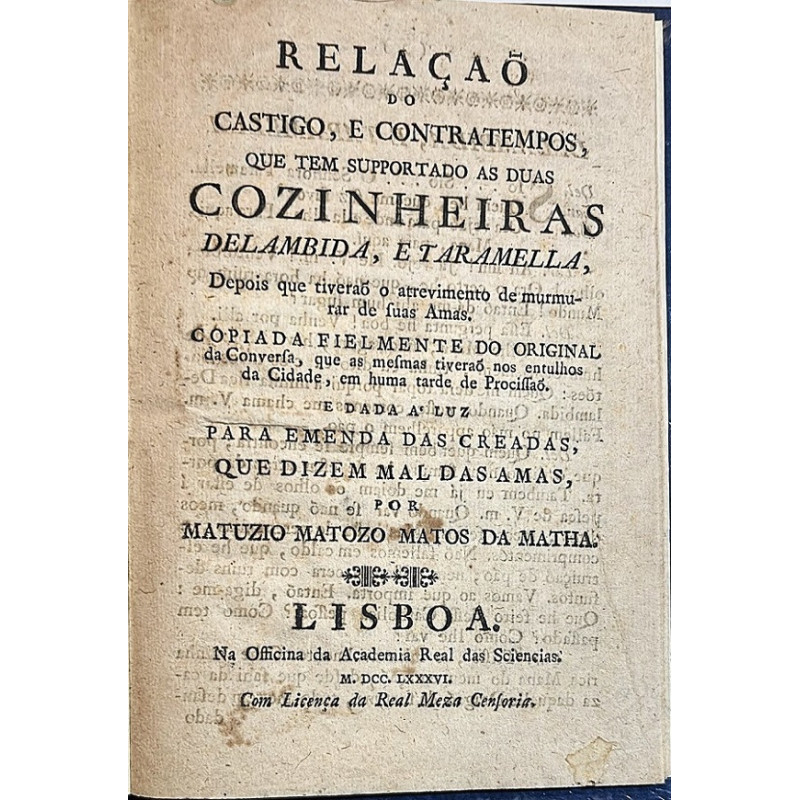 RELAÇAÕ
DO
CASTIGO, E CONTRATEMPOS,
QUE TEM SUPPORTADO AS DUAS
COZINHEIRAS
DELAMBIDA, E TARAMELLA,
Depois que tiveraõ o atrevimento de murmu-
rar de ſuas Amas.
COPIADA FIELMENTE DO ORIGINAL
da Converſa, que as meſmas tiveraõ nos entulhos
da Cidade, em huma tarde de Prociſſaõ.
E DADA A' LUZ
PARA EMENDA DAS CREADAS,
QUE DIZEM MAL DAS AMAS,
POR
MATUZIO MATOZO MATOS DA MATHA.
LISBOA.
Na Officina da Academia Real das Sciencias.
M. DCC. LXXXVI.
Com Licença da Real Meza Cenſoria.